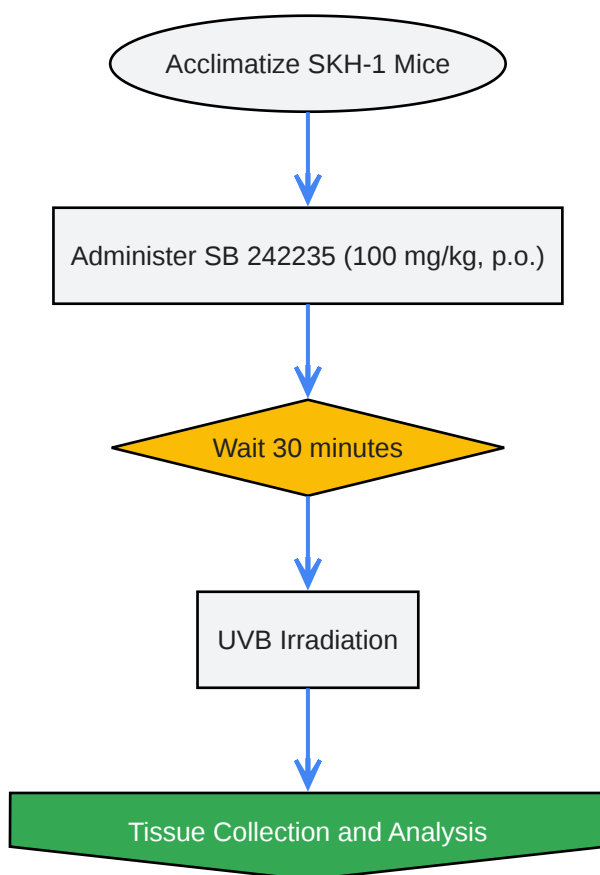 Acclimatize SKH-1 Mice
Administer SB 242235 (100 mg/kg, p.o.)
Wait 30 minutes
UVB Irradiation
Tissue Collection and Analysis